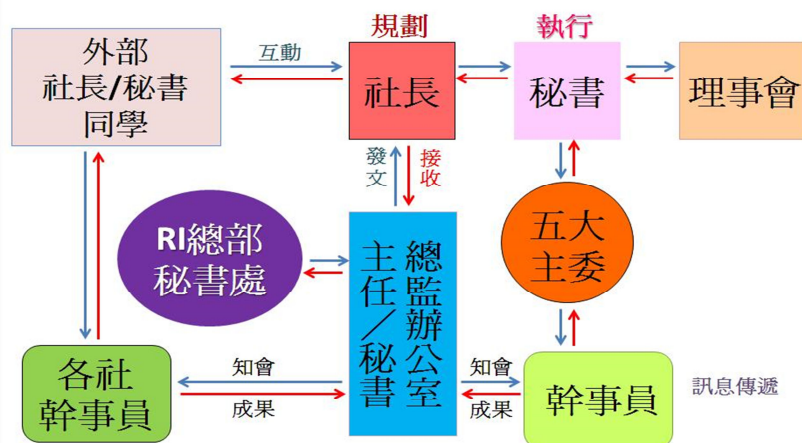 規劃
執行
外部
社長/秘書
同學
互動
社長
秘書
理事會
發文
接收
RI總部
秘書處
總監辦公室
主任／秘書
五大
主委
各社
幹事員
知會
成果
知會
成果
幹事員
訊息傳遞